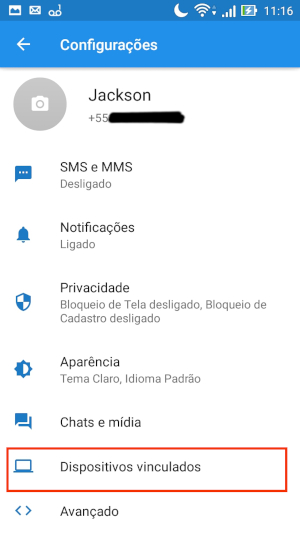 11:16
Configurações
Jackson
+55
SMS e MMS
Desligado
Notificações
Ligado
Privacidade
Bloqueio de Tela desligado, Bloqueio de
Cadastro desligado
Aparência
Tema Claro, Idioma Padrão
Chats e mídia
Dispositivos vinculados
Avançado